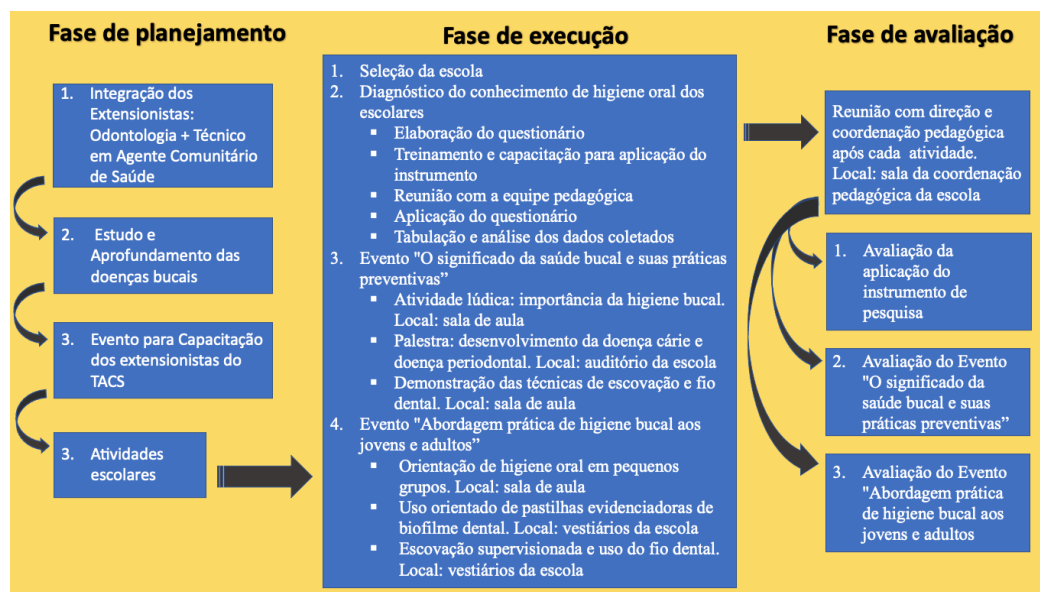 Fase de planejamento
1. Integração dos
Extensionistas:
Odontologia + Técnico
em Agente Comunitário
de Saúde
2. Estudo e
Aprofundamento das
doenças bucais
3. Evento para Capacitação
dos extensionistas do
TACS
3. Atividades
escolares
Fase de execução
1. Seleção da escola
2. Diagnóstico do conhecimento de higiene oral dos
escolares
▪ Elaboração do questionário
▪ Treinamento e capacitação para aplicação do
instrumento
▪ Reunião com a equipe pedagógica
▪ Aplicação do questionário
▪ Tabulação e análise dos dados coletados
3. Evento "O significado da saúde bucal e suas práticas
preventivas”
▪ Atividade lúdica: importância da higiene bucal.
Local: sala de aula
▪ Palestra: desenvolvimento da doença cárie e
doença periodontal. Local: auditório da escola
▪ Demonstração das técnicas de escovação e fio
dental. Local: sala de aula
4. Evento "Abordagem prática de higiene bucal aos
jovens e adultos”
▪ Orientação de higiene oral em pequenos
grupos. Local: sala de aula
▪ Uso orientado de pastilhas evidenciadoras de
biofilme dental. Local: vestiários da escola
▪ Escovação supervisionada e uso do fio dental.
Local: vestiários da escola
Fase de avaliação
Reunião com direção e
coordenação pedagógica
após cada atividade.
Local: sala da coordenação
pedagógica da escola
1. Avaliação da
aplicação do
instrumento de
pesquisa
2. Avaliação do Evento
"O significado da
saúde bucal e suas
práticas preventivas”
3. Avaliação do Evento
"Abordagem prática
de higiene bucal aos
jovens e adultos